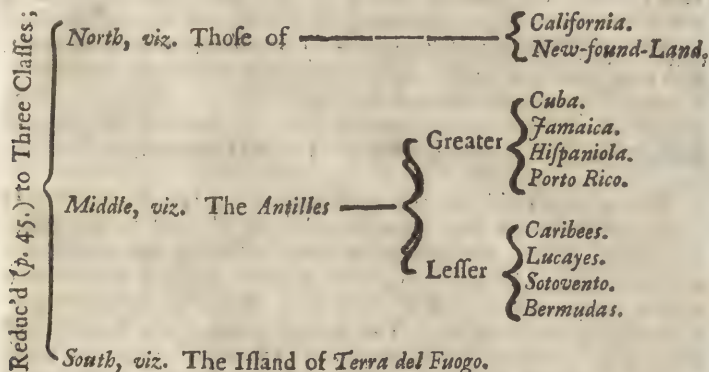 Reduc'd (p. 45.) to Three Claſſes;
North, viz. Thoſe of
California.
New-found-Land.
Middle, viz. The Antilles
Greater
Cuba.
Jamaica.
Hiſpaniola.
Porto Rico.
Leſſer
Caribees.
Lucayes.
Sotovento.
Bermudas.
South, viz. The Iſland of Terra del Fuogo.